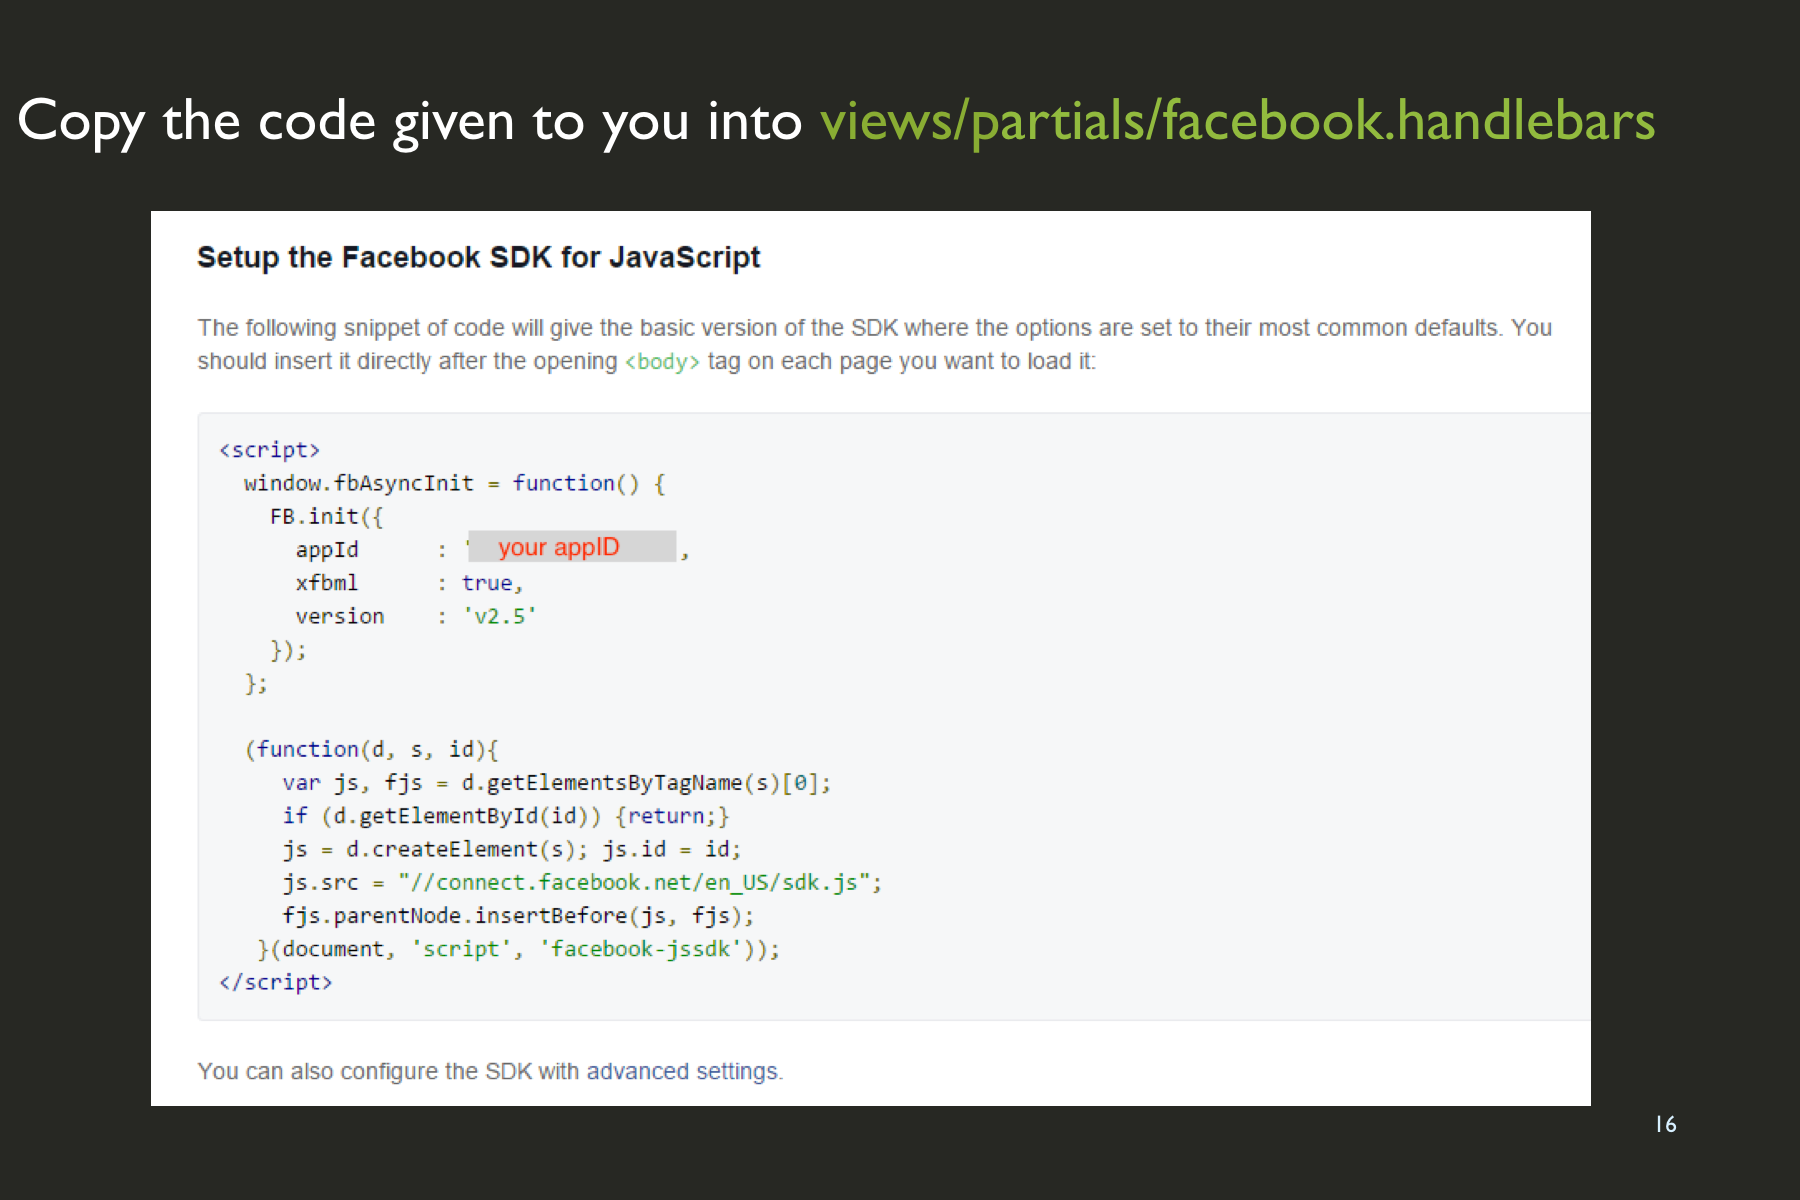 Copy the code given to you into views/partials/facebook.handlebars
Setup the Facebook SDK for JavaScript
The following snippet of code will give the basic version of the SDK where the options are set to their most common defaults. You
should insert it directly after the opening <body> tag on each page you want to load it:
<script>
  window.fbAsyncInit = function() {
    FB.init({
      appId      : ' your appID ,
      xfbml      : true,
      version    : 'v2.5'
    });
  };
  (function(d, s, id){
     var js, fjs = d.getElementsByTagName(s)[0];
     if (d.getElementById(id)) {return;}
     js = d.createElement(s); js.id = id;
     js.src = "//connect.facebook.net/en_US/sdk.js";
     fjs.parentNode.insertBefore(js, fjs);
   }(document, 'script', 'facebook-jssdk'));
</script>
You can also configure the SDK with advanced settings.
16